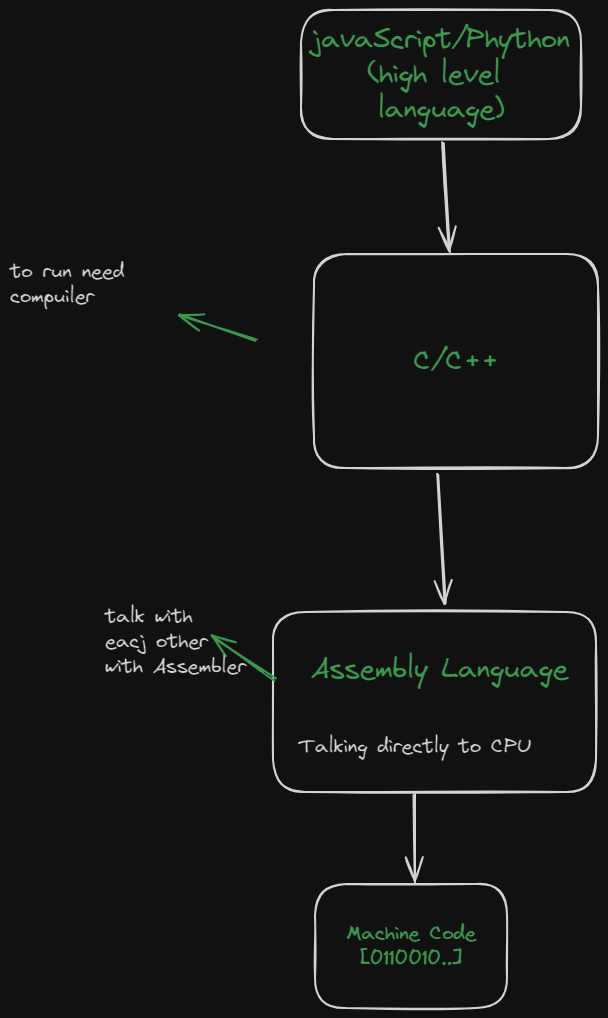 javaScript/Phython
(high level
language)
to run need
compuiler
C/C++
talk with
eacj other
with Assembler
Assembly Language
Talking directly to CPU
Machine Code
[0110010..]